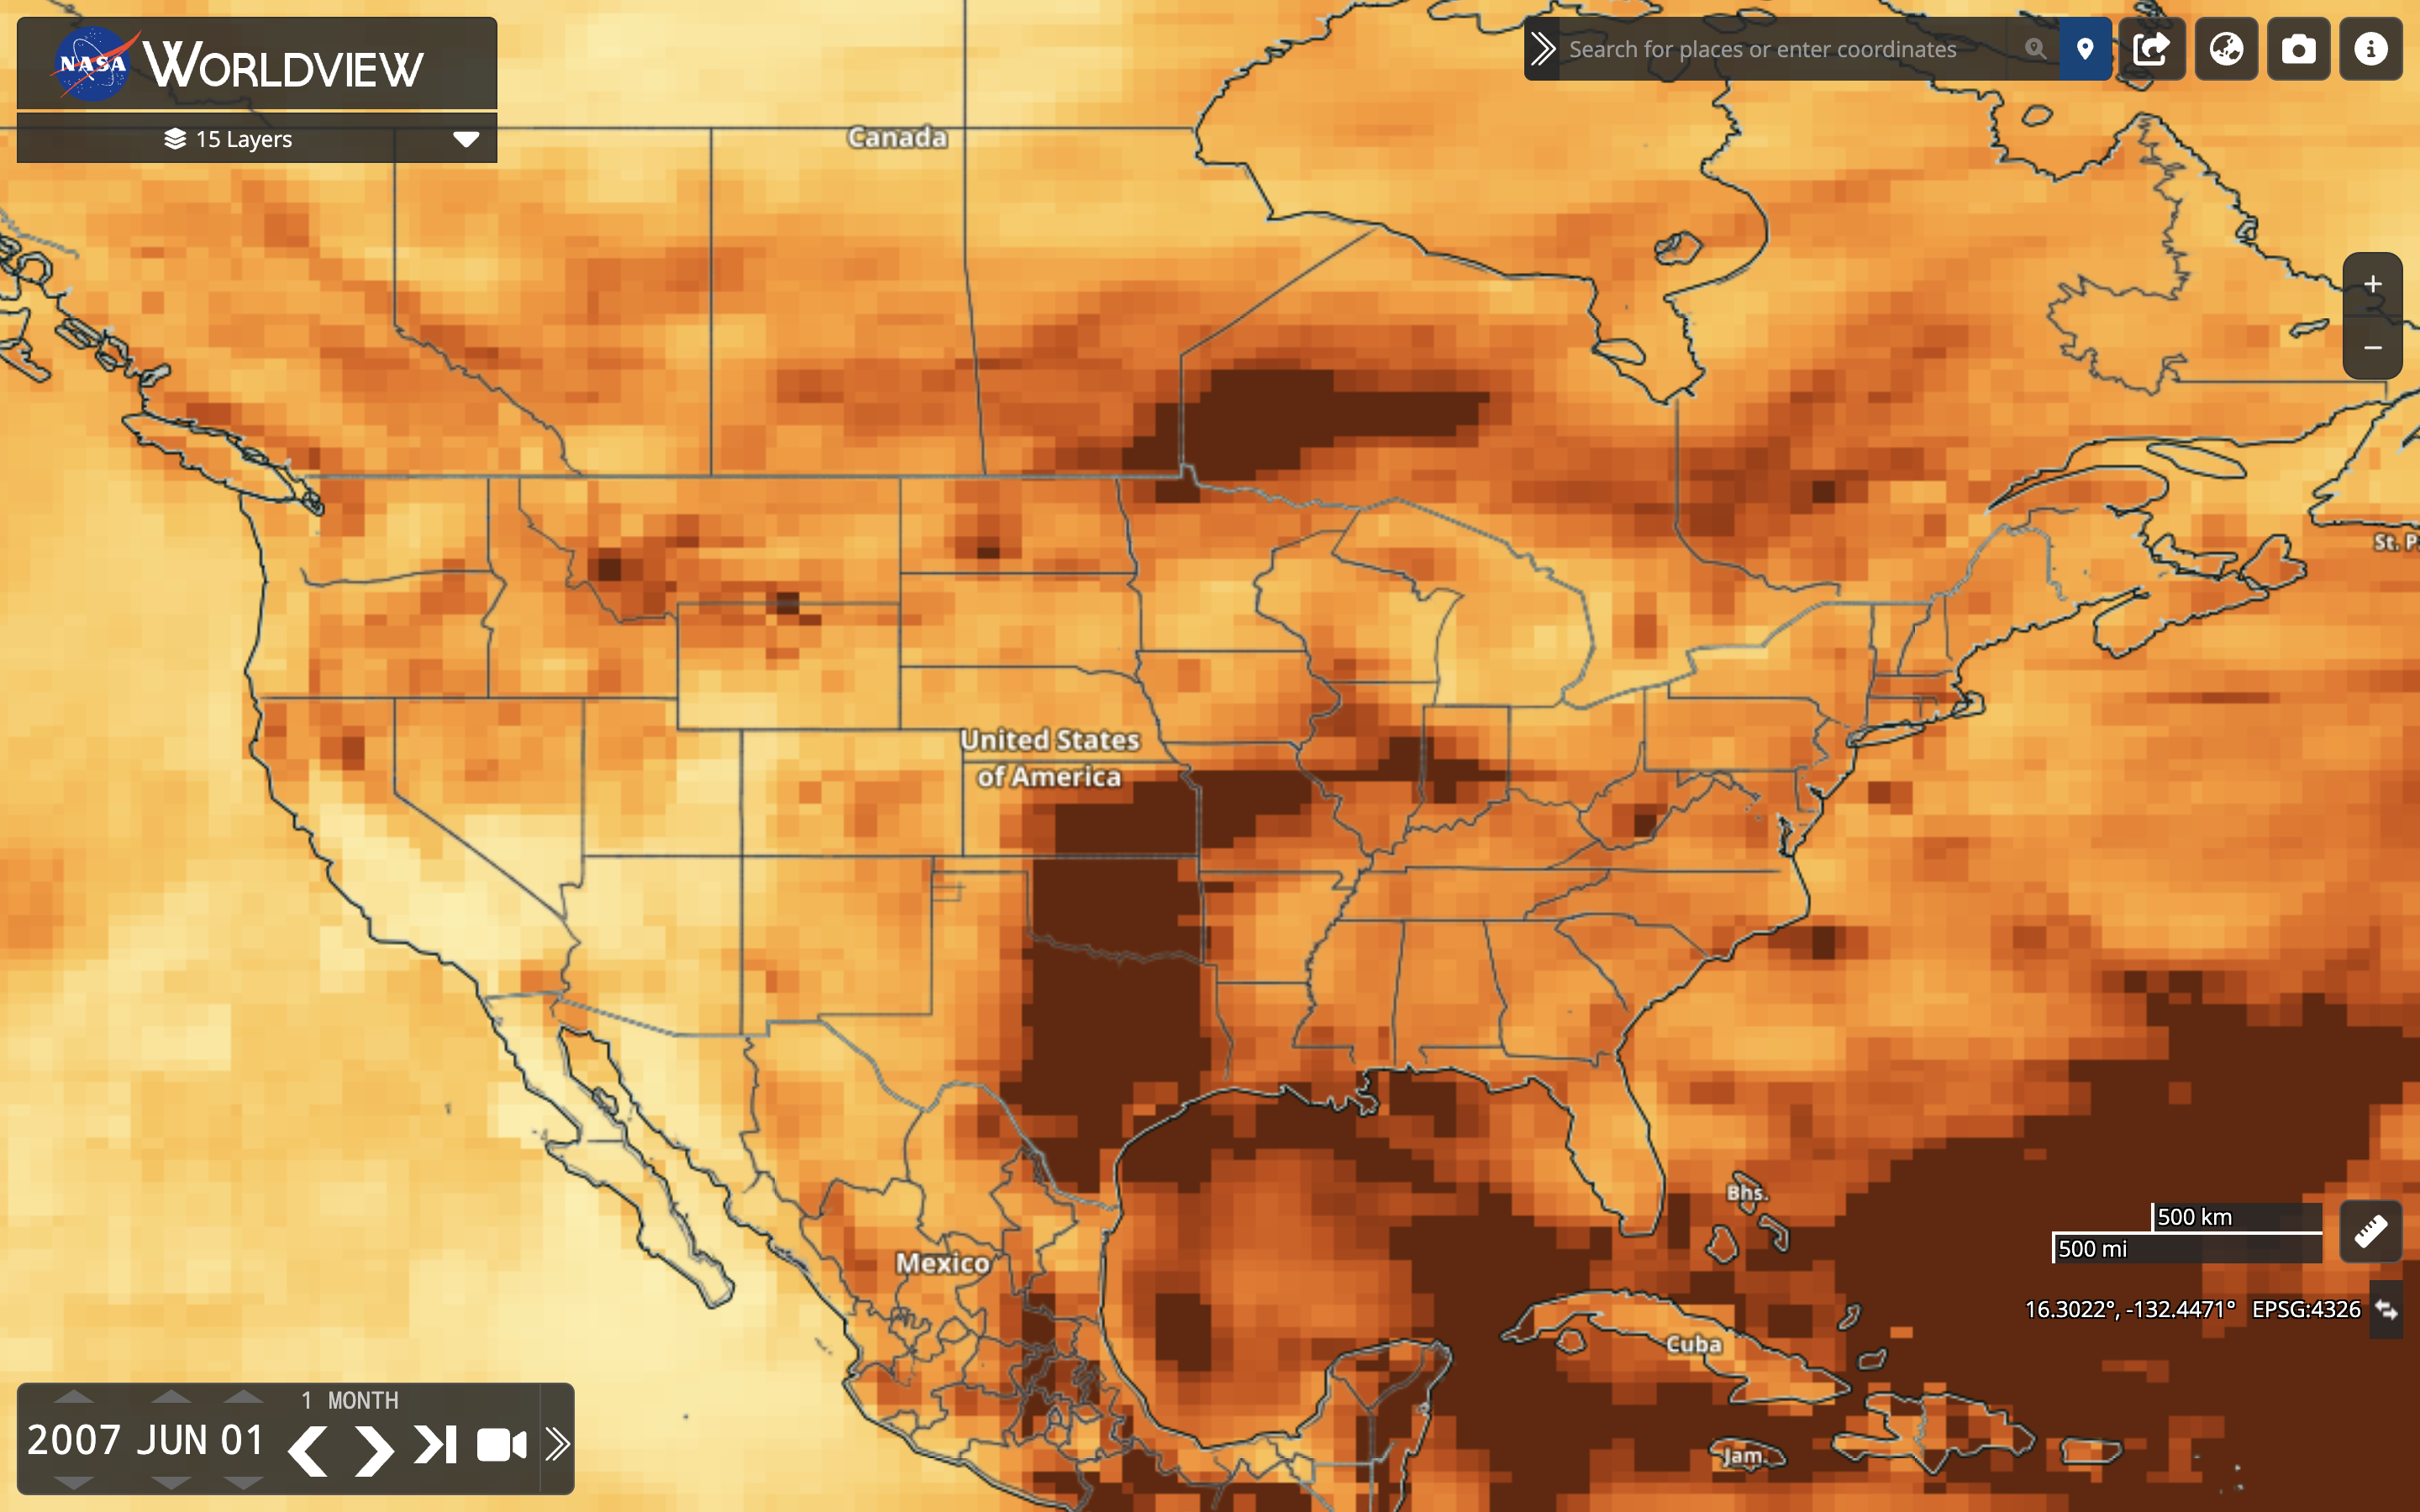 NASA WORLDVIEW
15 Layers
Search for places or enter coordinates
Canada
St. P
United States
of America
Bhs.
500 km
500 mi
Mexico
16.3022°, -132.4471° EPSG:4326
Cuba
Jam.
1 MONTH
2007 JUN 01